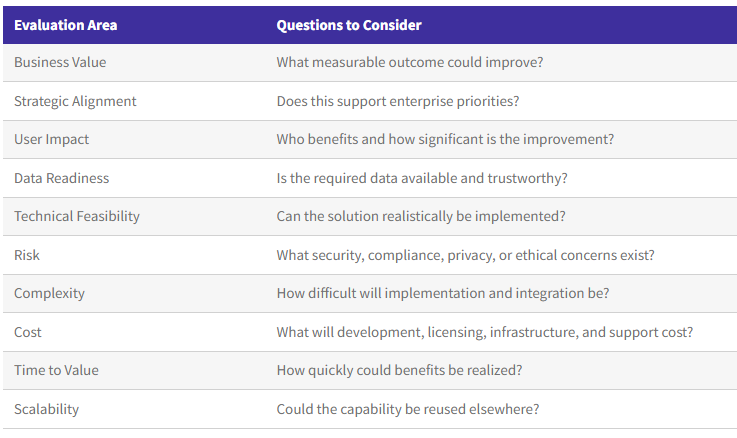 Evaluation Area Questions to Consider
Business Value What measurable outcome could improve?
Strategic Alignment Does this support enterprise priorities?
User Impact Who benefits and how significant is the improvement?
Data Readiness Is the required data available and trustworthy?
Technical Feasibility Can the solution realistically be implemented?
Risk What security, compliance, privacy, or ethical concerns exist?
Complexity How difficult will implementation and integration be?
Cost What will development, licensing, infrastructure, and support cost?
Time to Value How quickly could benefits be realized?
Scalability Could the capability be reused elsewhere?